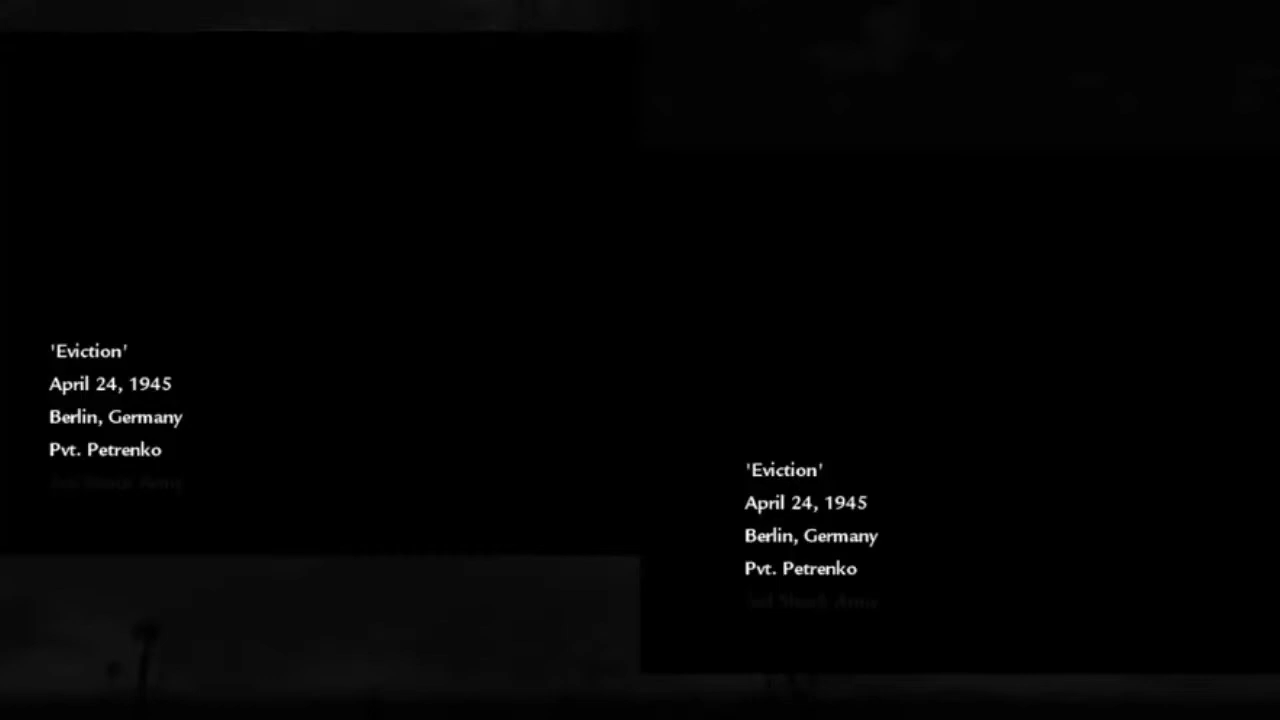 'Eviction'
April 24, 1945
Berlin, Germany
Pvt. Petrenko
'Eviction'
April 24, 1945
Berlin, Germany
Pvt. Petrenko